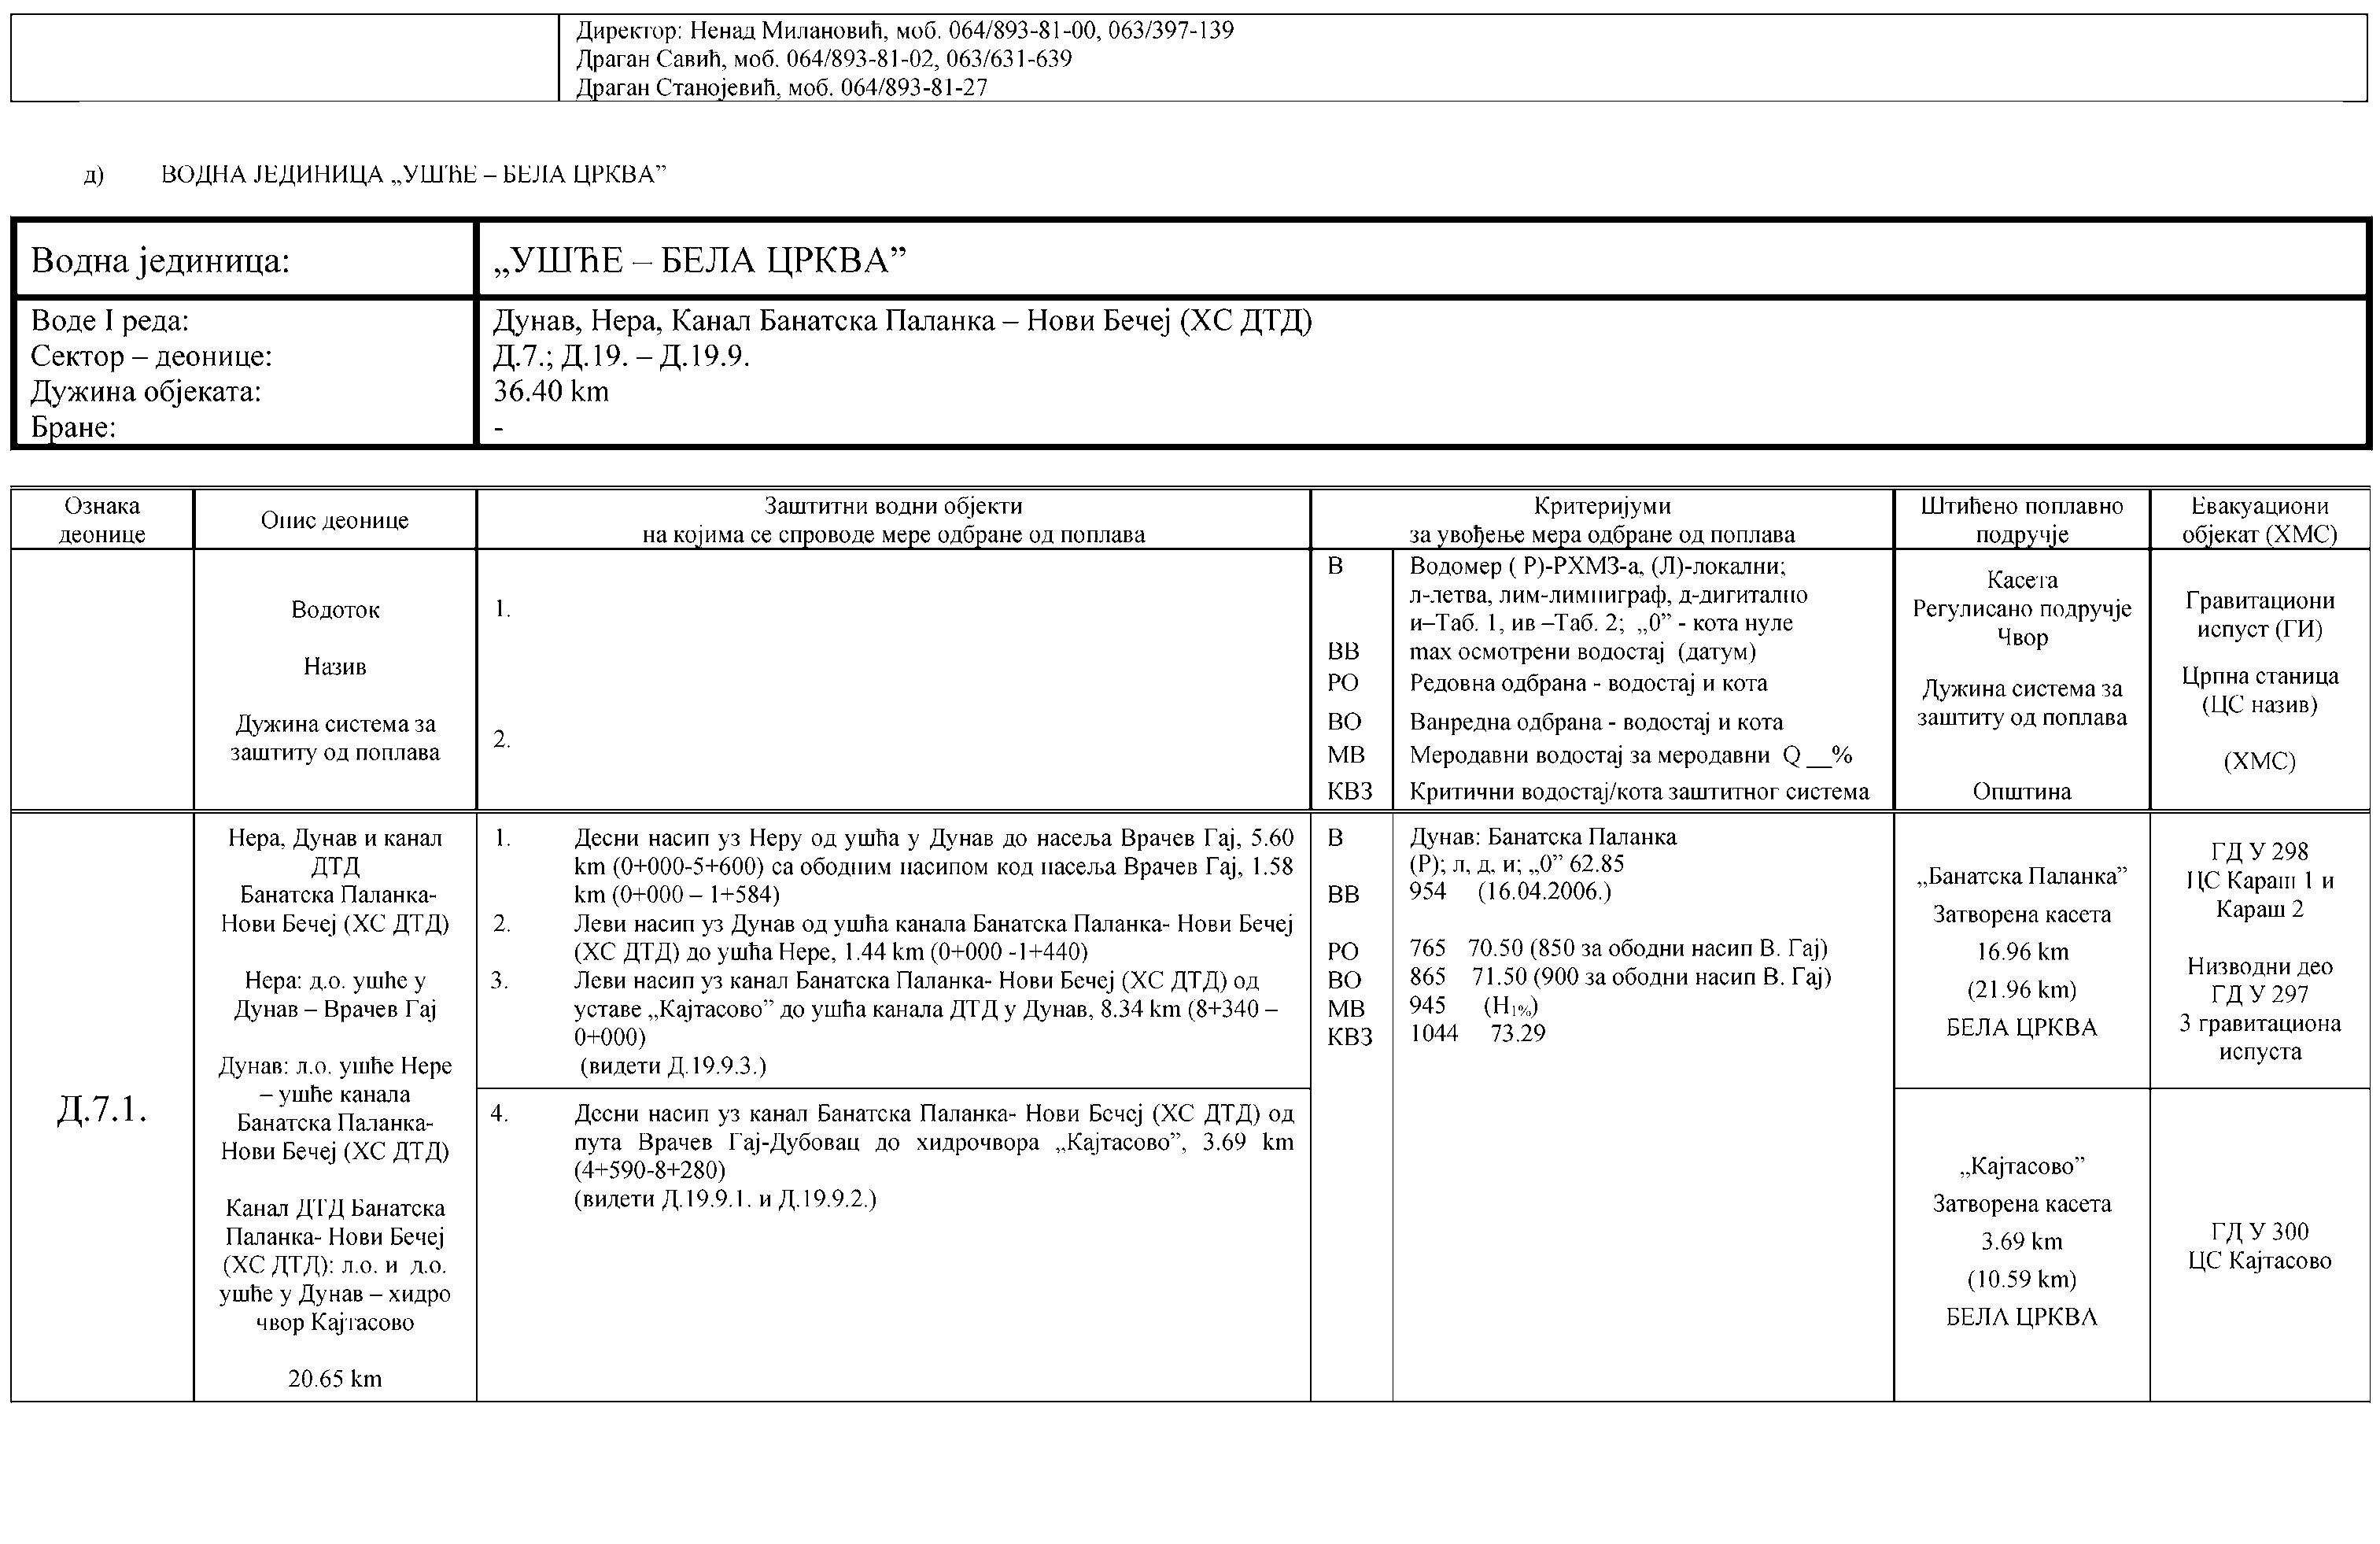 Директор: Ненад Милановић, моб. 064/893-81-00, 063/397-139
Драган Савић, моб. 064/893-81-02, 063/631-639
Драган Станојевић, моб. 064/893-81-27
д) ВОДНА ЈЕДИНИЦА „УШЋЕ – БЕЛА ЦРКВА”
Водна јединица: „УШЋЕ – БЕЛА ЦРКВА”
Воде I реда: Дунав, Нера, Канал Банатска Паланка – Нови Бечеј (ХС ДТД)
Сектор – деонице: Д.7.; Д.19. – Д.19.9.
Дужина објеката: 36.40 km
Бране: -
Ознака
деонице
Опис деонице
Заштитни водни објекти
на којима се спроводе мере одбране од поплава
Критеријуми
за увођење мера одбране од поплава
Штићено поплавно
подручје
Евакуациони
објекат (ХМС)
Водоток
Назив
Дужина система за
заштиту од поплава
1.
2.
В Водомер ( Р)-РХМЗ-а, (Л)-локални;
л-летва, лим-лимниграф, д-дигитално
и–Таб. 1, ив –Таб. 2; „0” - кота нуле
ВВ max осмотрени водостај (датум)
РО Редовна одбрана - водостај и кота
ВО Ванредна одбрана - водостај и кота
МВ Меродавни водостај за меродавни Q __%
КВЗ Критични водостај/кота заштитног система
Касета
Регулисано подручје
Чвор
Дужина система за
заштиту од поплава
Општина
Гравитациони
испуст (ГИ)
Црпна станица
(ЦС назив)
(ХМС)
Д.7.1.
Нера, Дунав и канал
ДТД
Банатска Паланка-
Нови Бечеј (ХС ДТД)
Нера: д.о. ушће у
Дунав – Врачев Гај
Дунав: л.о. ушће Нере
– ушће канала
Банатска Паланка-
Нови Бечеј (ХС ДТД)
Канал ДТД Банатска
Паланка- Нови Бечеј
(ХС ДТД): л.о. и д.о.
ушће у Дунав – хидро
чвор Кајтасово
20.65 km
1. Десни насип уз Неру од ушћа у Дунав до насеља Врачев Гај, 5.60
km (0+000-5+600) са ободним насипом код насеља Врачев Гај, 1.58
km (0+000 – 1+584)
2. Леви насип уз Дунав од ушћа канала Банатска Паланка- Нови Бечеј
(ХС ДТД) до ушћа Нере, 1.44 km (0+000 -1+440)
3. Леви насип уз канал Банатска Паланка- Нови Бечеј (ХС ДТД) од
уставе „Кајтасово” до ушћа канала ДТД у Дунав, 8.34 km (8+340 –
0+000)
(видети Д.19.9.3.)
4. Десни насип уз канал Банатска Паланка- Нови Бечеј (ХС ДТД) од
пута Врачев Гај-Дубовац до хидрочвора „Кајтасово”, 3.69 km
(4+590-8+280)
(видети Д.19.9.1. и Д.19.9.2.)
В Дунав: Банатска Паланка
(Р); л, д, и; „0” 62.85
ВВ 954 (16.04.2006.)
РО 765 70.50 (850 за ободни насип В. Гај)
ВО 865 71.50 (900 за ободни насип В. Гај)
МВ 945 (Н1%)
КВЗ 1044 73.29
„Банатска Паланка”
Затворена касета
16.96 km
(21.96 km)
БЕЛА ЦРКВА
ГД У 298
ЦС Караш 1 и
Караш 2
Низводни део
ГД У 297
3 гравитациона
испуста
„Кајтасово”
Затворена касета
3.69 km
(10.59 km)
БЕЛА ЦРКВА
ГД У 300
ЦС Кајтасово